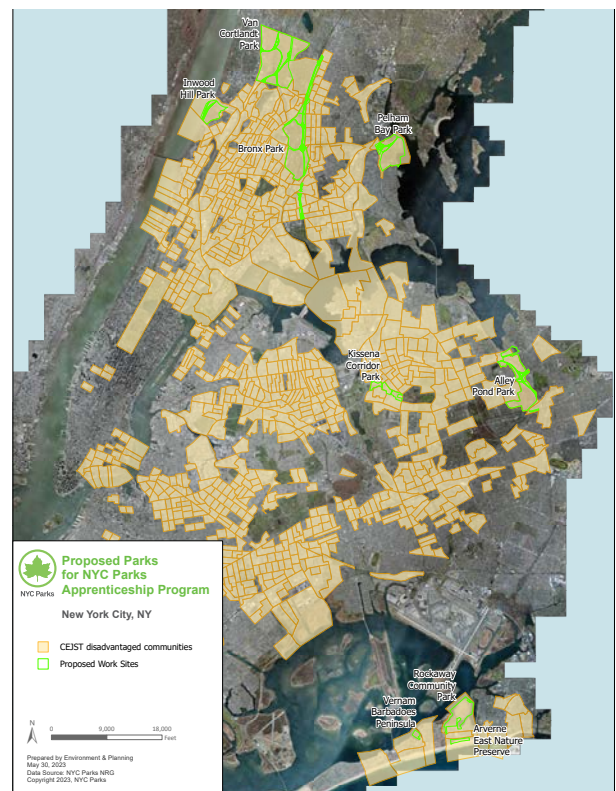 Van
Cortlandt
Park
Inwood
Hill Park
Pelham
Bay Park
Bronx Park
Kissena
Corridor
Park
Alley
Pond Park
Proposed Parks
for NYC Parks
Apprenticeship Program
NYC Parks
New York City, NY
CEJST disadvantaged communities
Proposed Work Sites
Rockaway
Community
Park
Vernam
Barbadoes
Peninsula
Arverne
East Nature
Preserve
N
0 9,000 18,000
Feet
Prepared by Environment & Planning
May 30, 2023
Data Source: NYC Parks NRG
Copyright 2023, NYC Parks